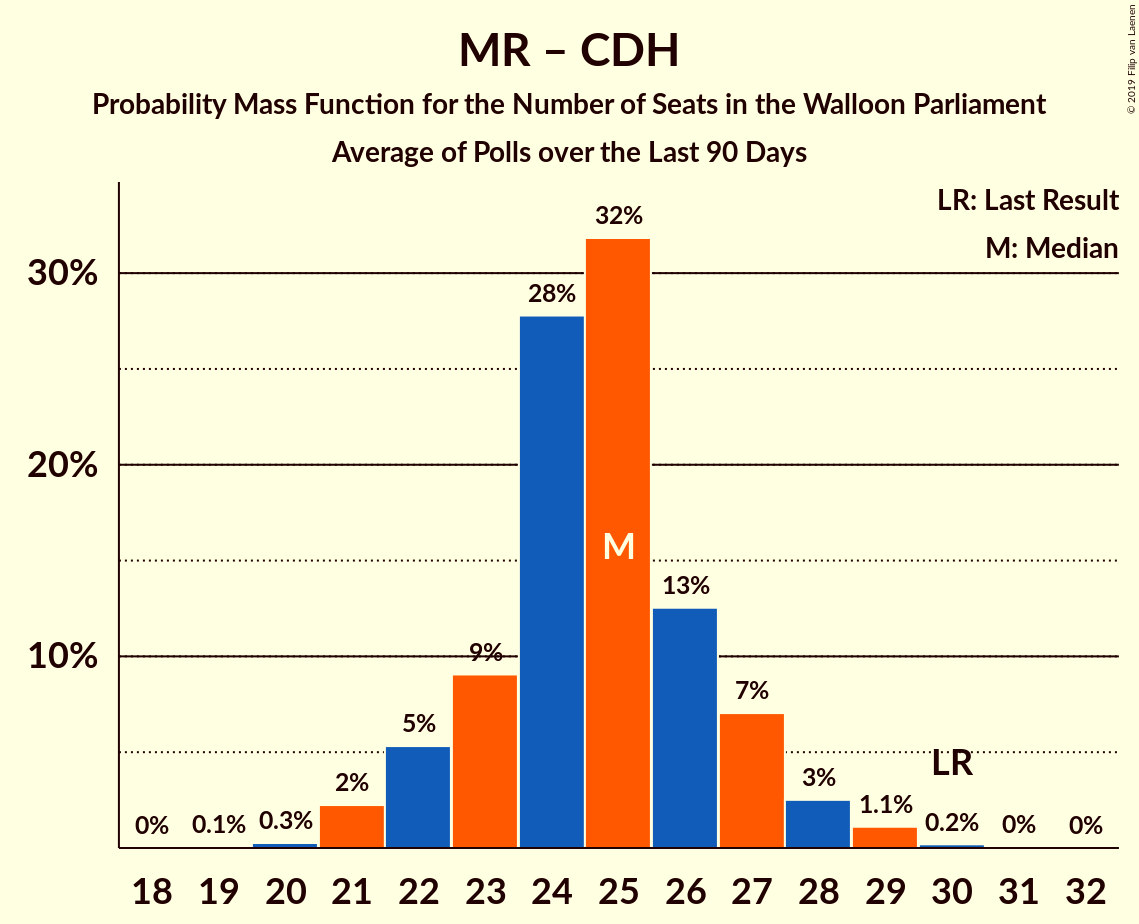 MR – CDH
Probability Mass Function for the Number of Seats in the Walloon Parliament
Average of Polls over the Last 90 Days
© 2019 Filip van Laenen
LR: Last Result
M: Median
30%
20%
10%
0%
0.1%
0.3%
2%
5%
9%
28%
32%
13%
7%
3%
1.1%
0.2%
0%
0%
M
LR
18 19 20 21 22 23 24 25 26 27 28 29 30 31 32